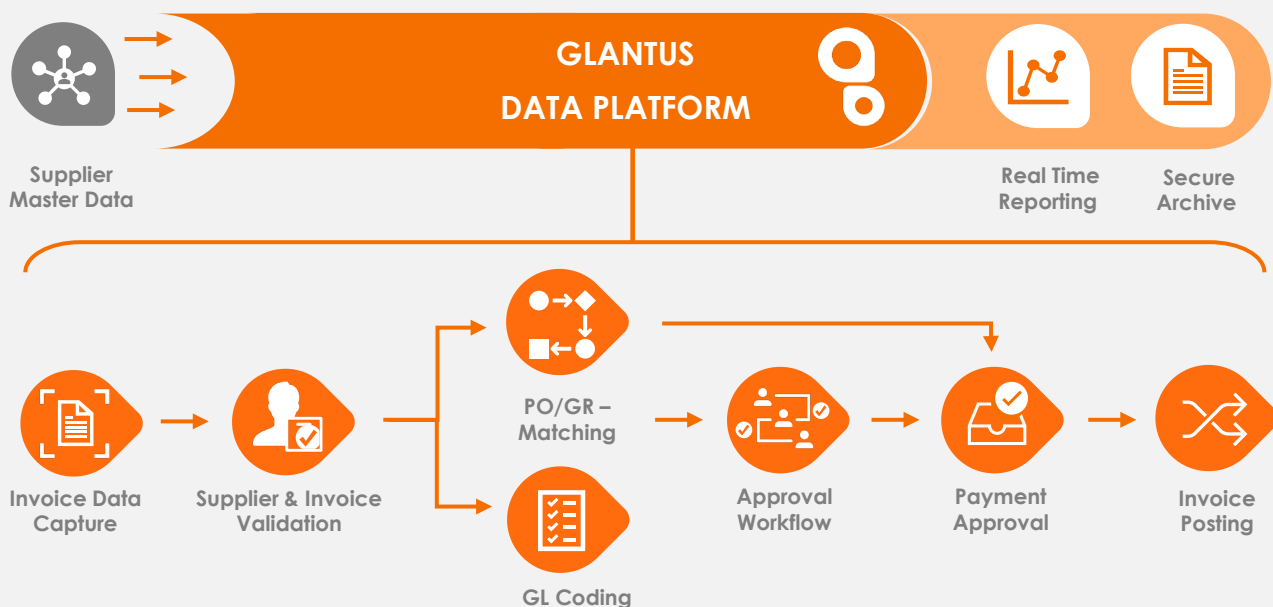 GLANTUS
DATA PLATFORM
Supplier
Master Data
Real Time
Reporting
Secure
Archive
PO/GR –
Matching
Invoice Data
Capture
Supplier & Invoice
Validation
Approval
Workflow
Payment
Approval
Invoice
Posting
GL Coding